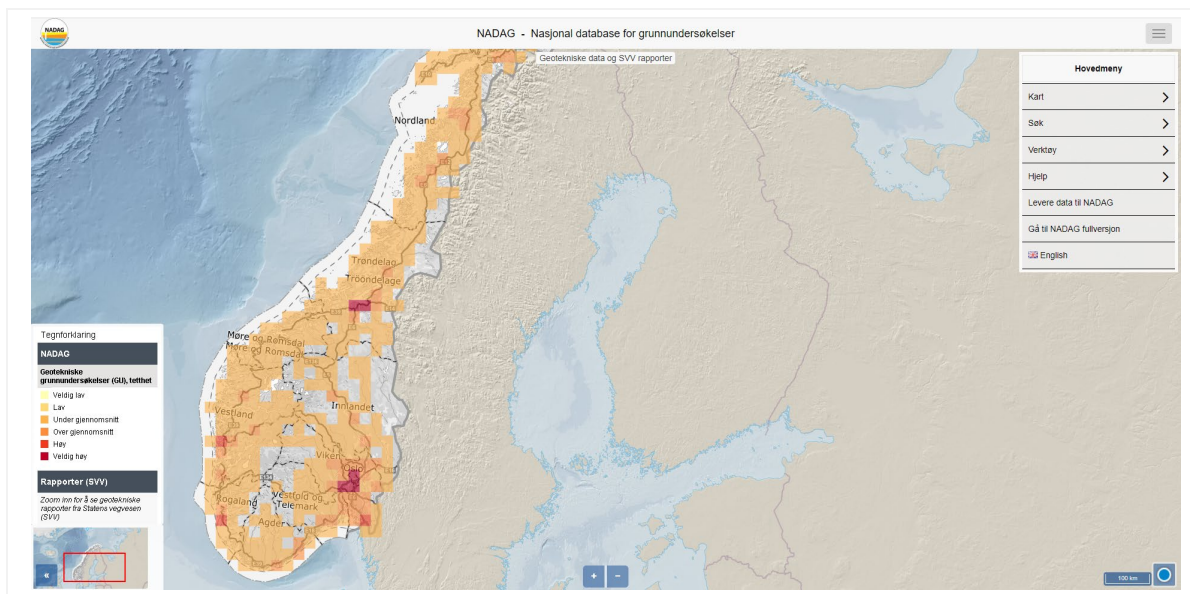 NADAG
NADAG - Nasjonal database for grunnundersøkelser
Geotekniske data og SVV rapporter
Hovedmeny
Kart
Søk
Verktøy
Hjelp
Levere data til NADAG
Gå til NADAG fullversjon
English
Nordland
Trøndelag
Trööndelage
Møre og Romsdal
Møre og Romsdal
Innlandet
Vestland
Viken
Oslo
Rogaland
Vestfold og
Telemark
Agder
Tegnforklaring
NADAG
Geotekniske
grunnundersøkelser (GU), tetthet
Veldig lav
Lav
Under gjennomsnitt
Over gjennomsnitt
Høy
Veldig høy
Rapporter (SVV)
Zoom inn for å se geotekniske
rapporter fra Statens vegvesen
(SVV)
«
+ −
100 km